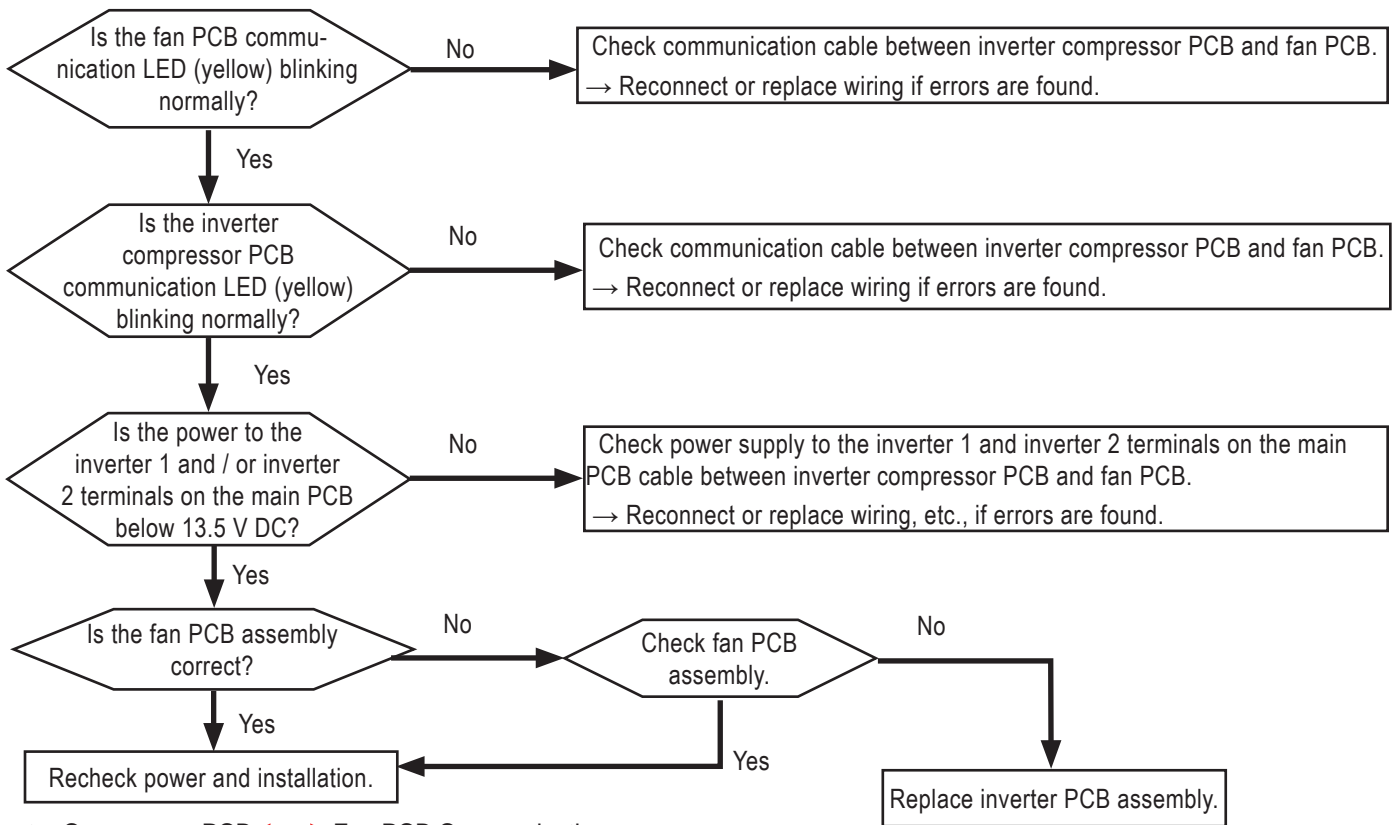 Is the fan PCB commu-
nication LED (yellow) blinking
normally?
No
Check communication cable between inverter compressor PCB and fan PCB.
→ Reconnect or replace wiring if errors are found.
Yes
Is the inverter
compressor PCB
communication LED (yellow)
blinking normally?
No
Check communication cable between inverter compressor PCB and fan PCB.
→ Reconnect or replace wiring if errors are found.
Yes
Is the power to the
inverter 1 and / or inverter
2 terminals on the main PCB
below 13.5 V DC?
No
Check power supply to the inverter 1 and inverter 2 terminals on the main
PCB cable between inverter compressor PCB and fan PCB.
→ Reconnect or replace wiring, etc., if errors are found.
Yes
Is the fan PCB assembly
correct?
No
Check fan PCB
assembly.
No
Yes
Yes
Recheck power and installation.
Replace inverter PCB assembly.